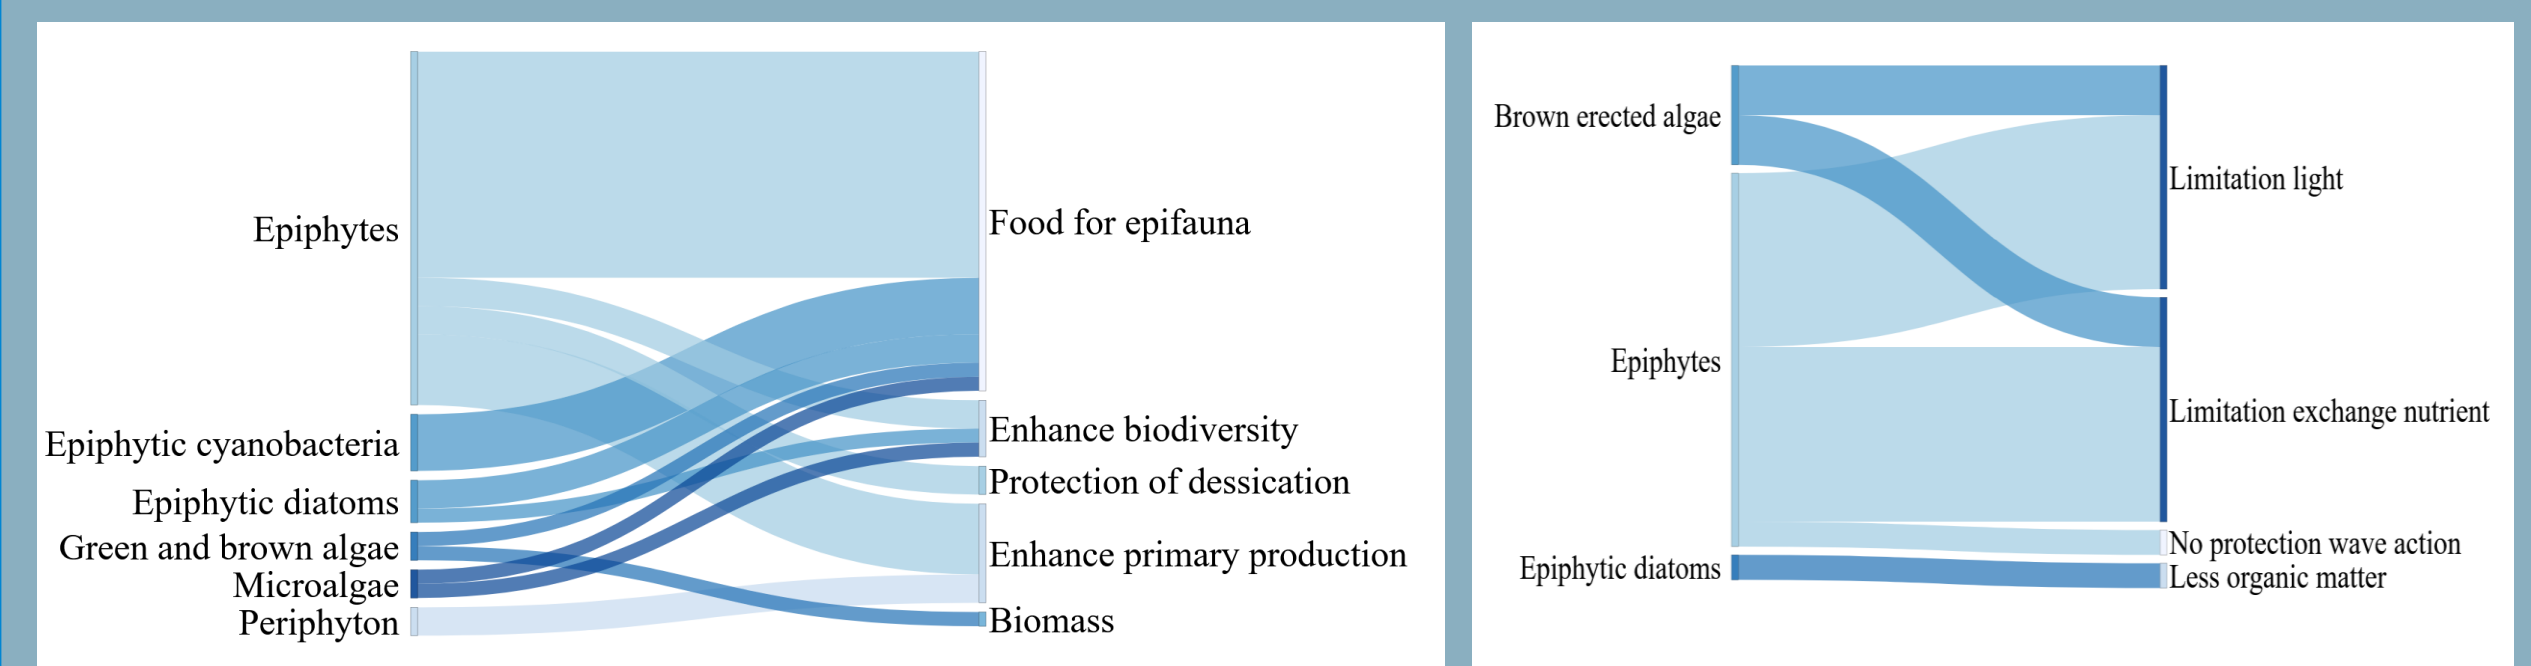 Epiphytes
Epiphytic cyanobacteria
Epiphytic diatoms
Green and brown algae
Microalgae
Periphyton
Food for epifauna
Enhance biodiversity
Protection of dessication
Enhance primary production
Biomass
Brown erected algae
Epiphytes
Epiphytic diatoms
Limitation light
Limitation exchange nutrient
No protection wave action
Less organic matter